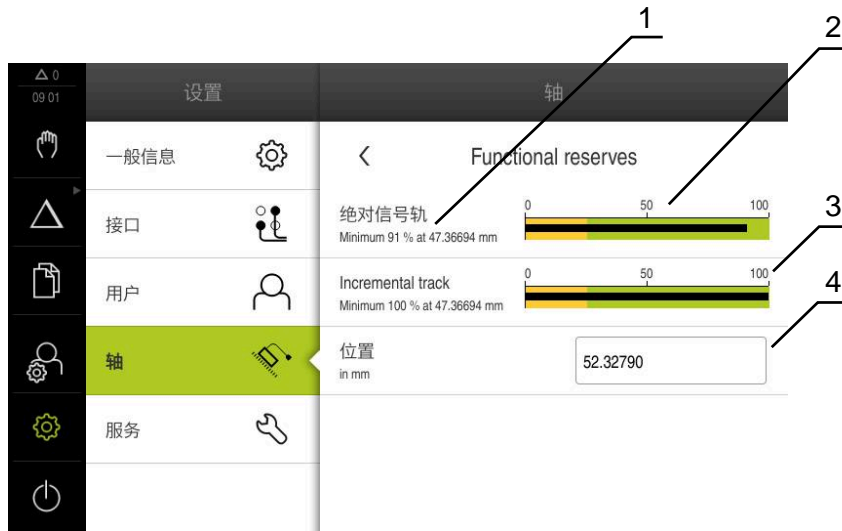 1
2
△ 0
09 01
设置
轴
一般信息
Functional reserves
绝对信号轨
Minimum 91 % at 47.36694 mm
0 50 100
接口
3
Incremental track
Minimum 100 % at 47.36694 mm
0 50 100
用户
4
轴
位置
in mm
52.32790
服务